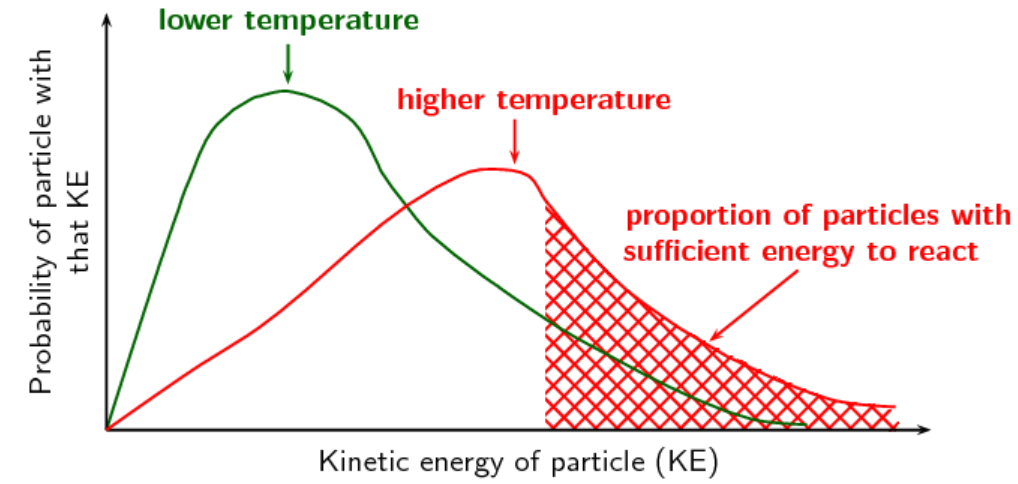 lower temperature
higher temperature
proportion of particles with
sufficient energy to react
Probability of particle with
that KE
Kinetic energy of particle (KE)